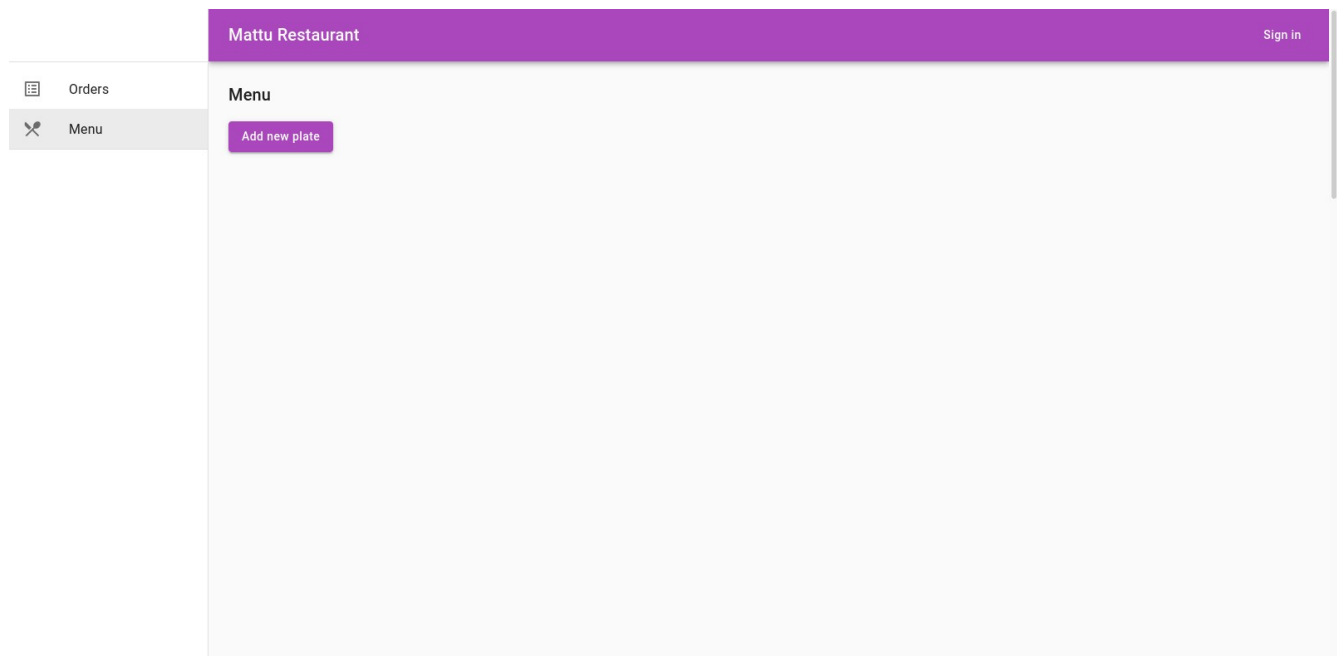 Mattu Restaurant
Sign in
Orders
Menu
Menu
Add new plate